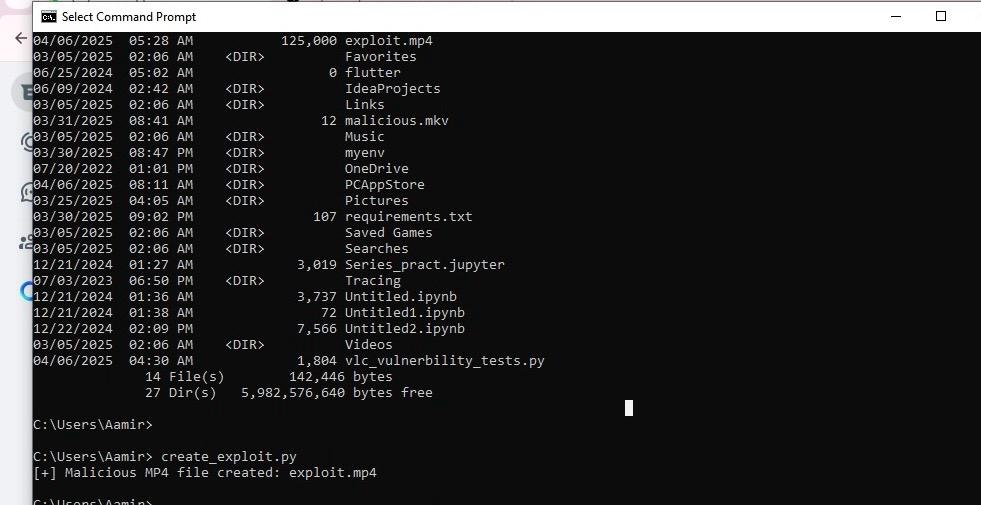 Select Command Prompt
04/06/2025  05:28 AM           125,000 exploit.mp4
03/05/2025  02:06 AM    <DIR>          Favorites
06/25/2024  05:02 AM                 0 flutter
06/09/2024  02:42 AM    <DIR>          IdeaProjects
03/05/2025  02:06 AM    <DIR>          Links
03/31/2025  08:41 AM                12 malicious.mkv
03/05/2025  02:06 AM    <DIR>          Music
03/30/2025  08:47 PM    <DIR>          myenv
07/20/2022  01:01 PM    <DIR>          OneDrive
04/06/2025  08:11 AM    <DIR>          PCAppStore
03/25/2025  04:05 AM    <DIR>          Pictures
03/30/2025  09:02 PM               107 requirements.txt
03/05/2025  02:06 AM    <DIR>          Saved Games
03/05/2025  02:06 AM    <DIR>          Searches
12/21/2024  01:27 AM             3,019 Series_pract.jupyter
07/03/2023  06:50 PM    <DIR>          Tracing
12/21/2024  01:36 AM             3,737 Untitled.ipynb
12/21/2024  01:38 AM                72 Untitled1.ipynb
12/22/2024  02:09 PM             7,566 Untitled2.ipynb
03/05/2025  02:06 AM    <DIR>          Videos
04/06/2025  04:30 AM             1,804 vlc_vulnerbility_tests.py
14 File(s)        142,446 bytes
27 Dir(s)   5,982,576,640 bytes free
C:\Users\Aamir>
C:\Users\Aamir> create_exploit.py
[+] Malicious MP4 file created: exploit.mp4
C:\Users\Aamir>